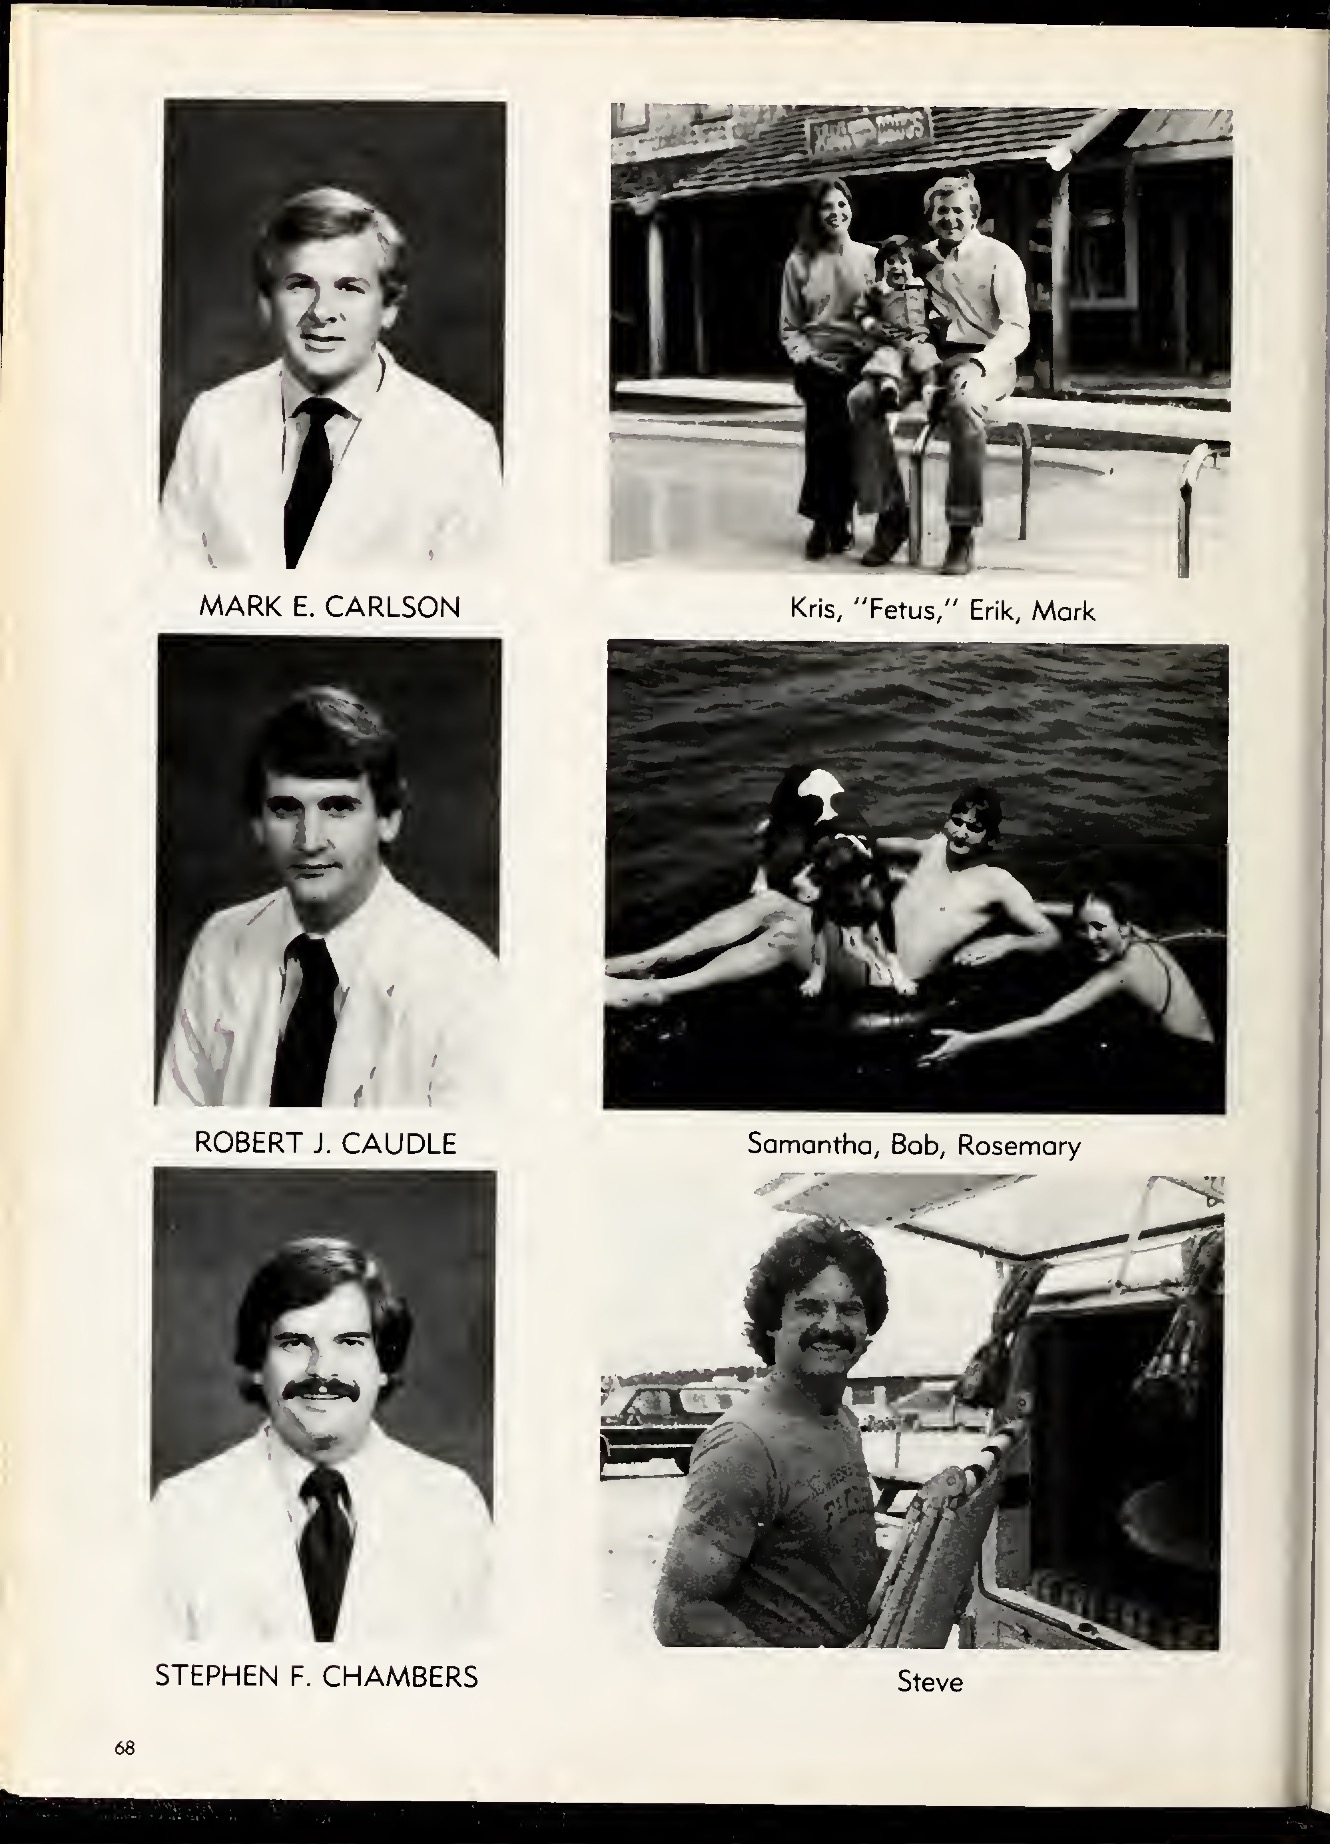 MARK E. CARLSON
Kris, "Fetus," Erik, Mark
ROBERT J. CAUDLE
Samantha, Bob, Rosemary
STEPHEN F. CHAMBERS
Steve
68